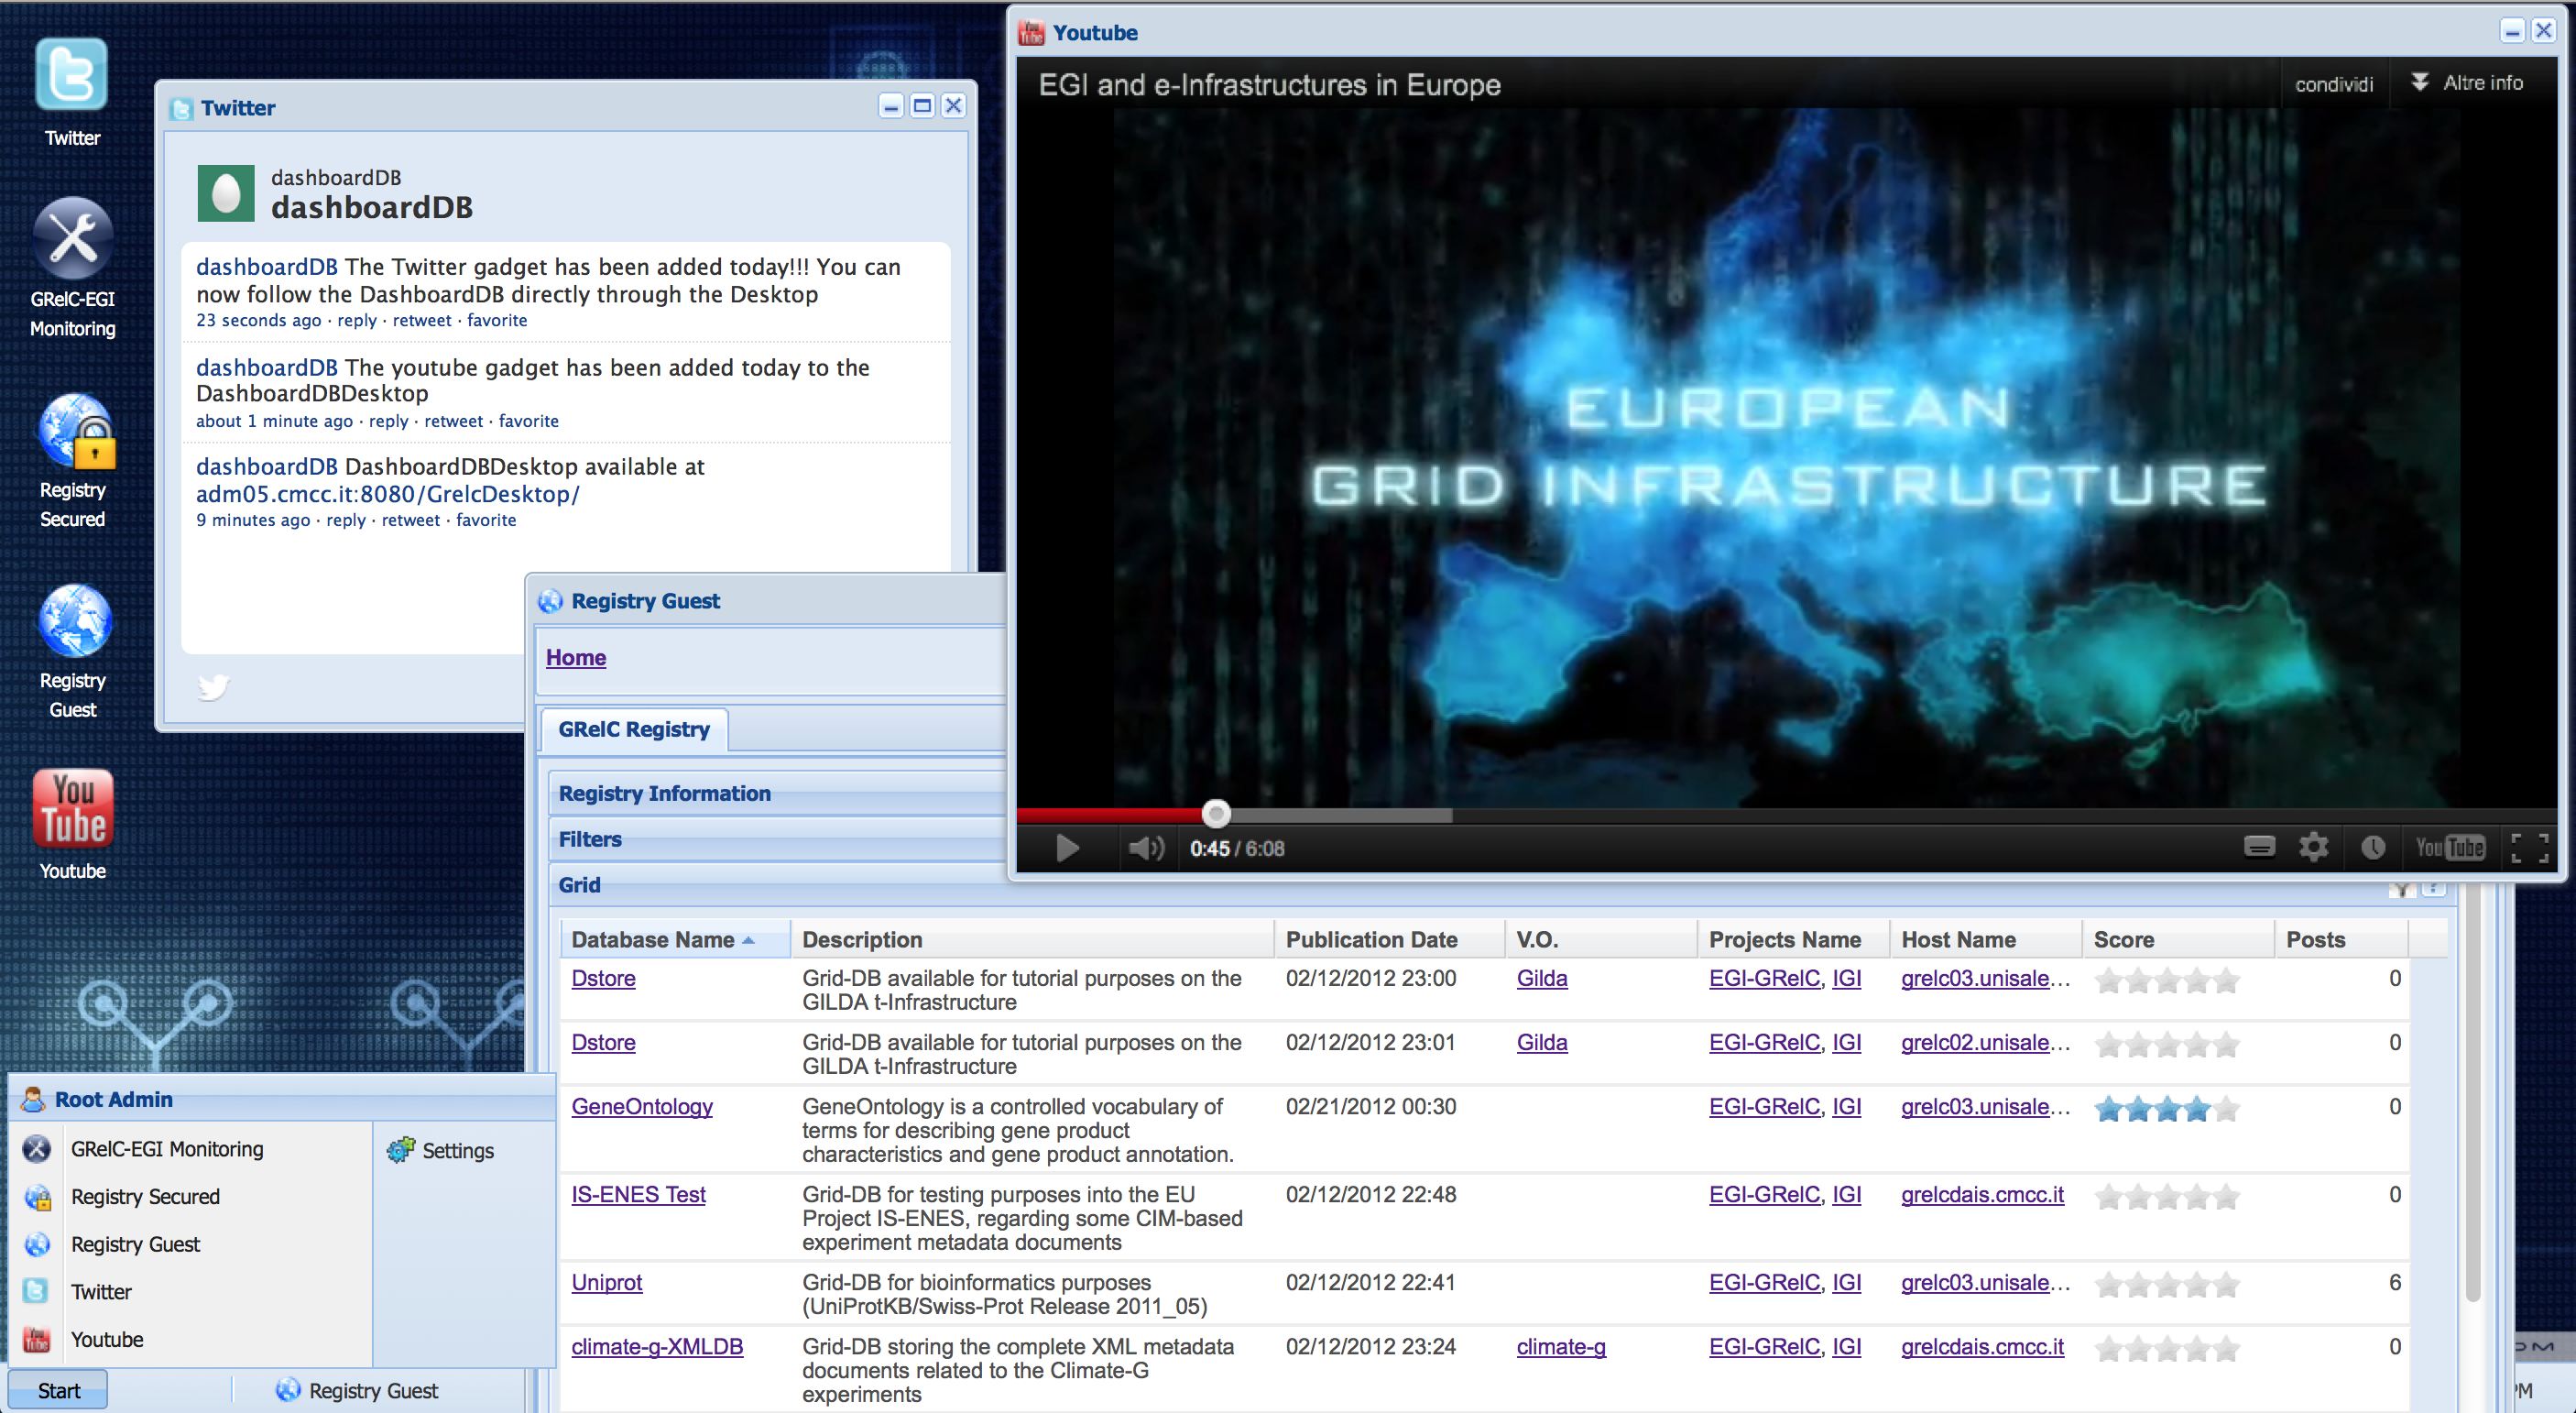 Twitter
GRelC-EGI
Monitoring
Registry
Secured
Registry
Guest
You
Tube
Youtube
Twitter
dashboardDB
dashboardDB
dashboardDB The Twitter gadget has been added today!!! You can
now follow the DashboardDB directly through the Desktop
23 seconds ago · reply · retweet · favorite
dashboardDB The youtube gadget has been added today to the
DashboardDBDesktop
about 1 minute ago · reply · retweet · favorite
dashboardDB DashboardDBDesktop available at
adm05.cmcc.it:8080/GrelcDesktop/
9 minutes ago · reply · retweet · favorite
Youtube
EGI and e-Infrastructures in Europe
condividi
Altre info
EUROPEAN
GRID INFRASTRUCTURE
0:45 / 6:08
YouTube
Registry Guest
Home
GRelC Registry
Registry Information
Filters
Grid
Database Name Description Publication Date V.O. Projects Name Host Name Score Posts
Dstore Grid-DB available for tutorial purposes on the 02/12/2012 23:00 Gilda EGI-GRelC, IGI grelc03.unisale... 0
GILDA t-Infrastructure
Dstore Grid-DB available for tutorial purposes on the 02/12/2012 23:01 Gilda EGI-GRelC, IGI grelc02.unisale... 0
GILDA t-Infrastructure
GeneOntology GeneOntology is a controlled vocabulary of 02/21/2012 00:30 EGI-GRelC, IGI grelc03.unisale... 0
terms for describing gene product
characteristics and gene product annotation.
IS-ENES Test Grid-DB for testing purposes into the EU 02/12/2012 22:48 EGI-GRelC, IGI grelcdais.cmcc.it 0
Project IS-ENES, regarding some CIM-based
experiment metadata documents
Uniprot Grid-DB for bioinformatics purposes 02/12/2012 22:41 EGI-GRelC, IGI grelc03.unisale... 6
(UniProtKB/Swiss-Prot Release 2011_05)
climate-g-XMLDB Grid-DB storing the complete XML metadata 02/12/2012 23:24 climate-g EGI-GRelC, IGI grelcdais.cmcc.it 0
documents related to the Climate-G
experiments
Root Admin
GRelC-EGI Monitoring
Registry Secured
Registry Guest
Twitter
Youtube
Settings
Start
Registry Guest